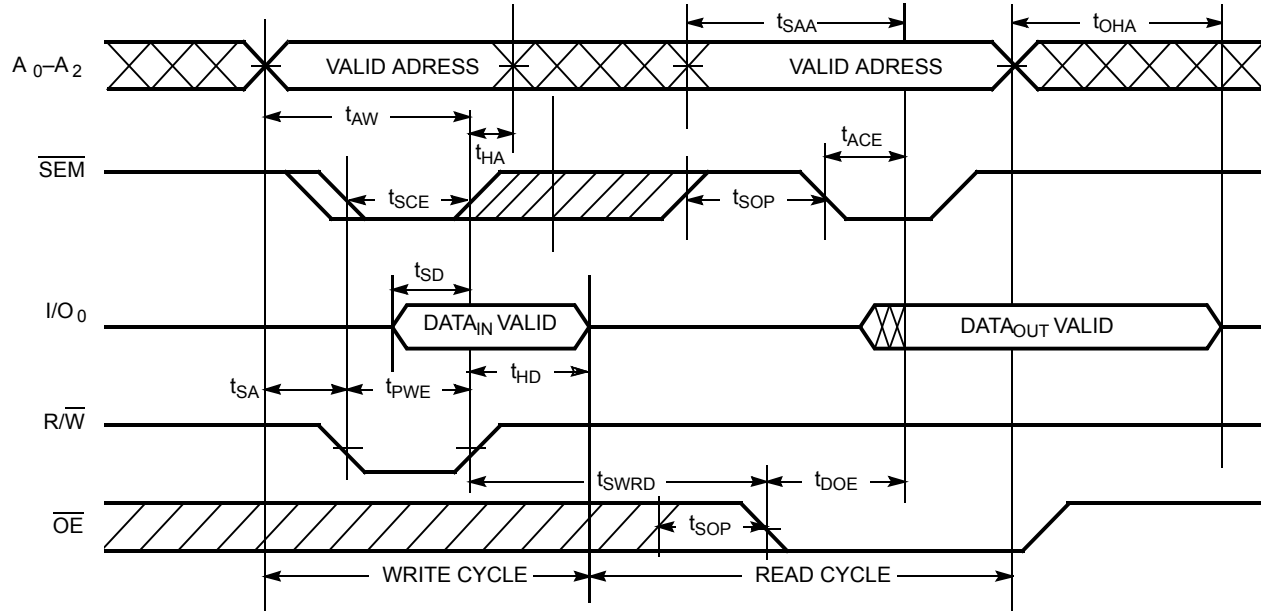 tSAA
tOHA
A0–A2
VALID ADRESS
VALID ADRESS
tAW
tHA
tACE
SEM
tSCE
tSOP
tSD
I/O0
DATAIN VALID
DATAOUT VALID
tSA
tPWE
tHD
R/W
tSWRD
tDOE
OE
tSOP
WRITE CYCLE
READ CYCLE